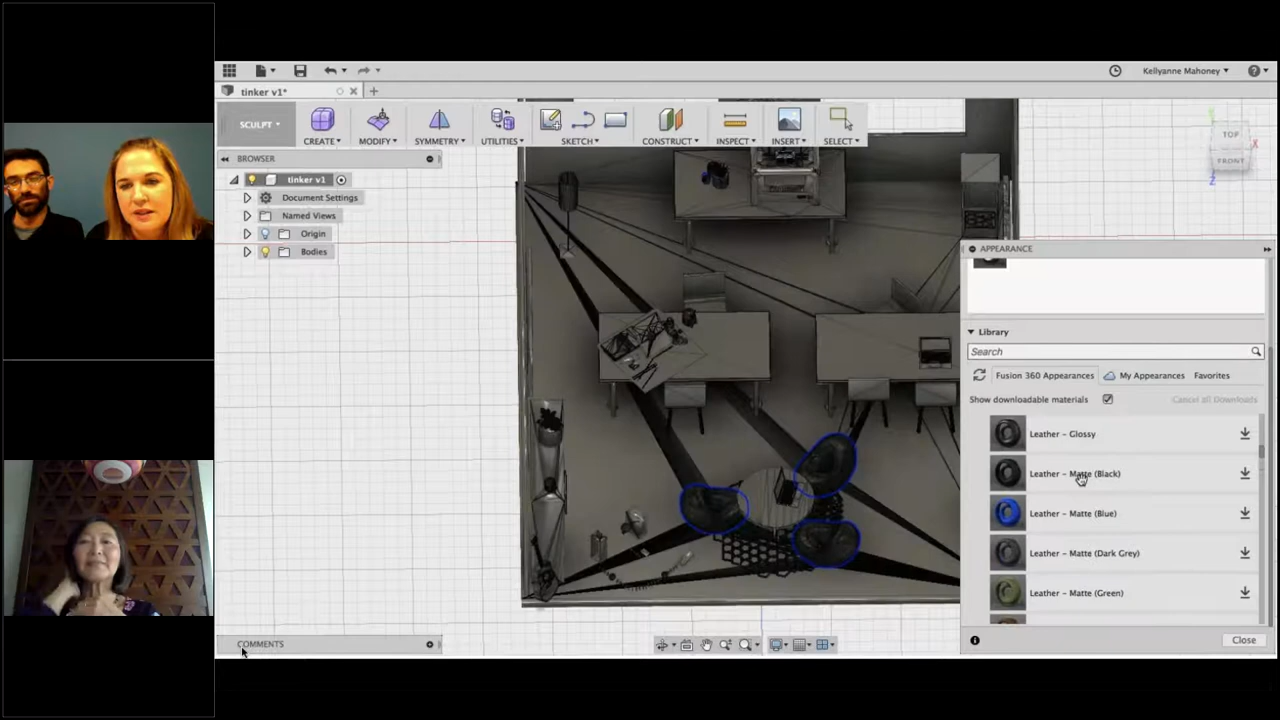 Kellyanne Mahoney
tinker v1*
SCULPT
CREATE
MODIFY
SYMMETRY
UTILITIES
SKETCH
CONSTRUCT
INSPECT
INSERT
SELECT
TOP
FRONT
X
Y
Z
BROWSER
tinker v1
Document Settings
Named Views
Origin
Bodies
APPEARANCE
Library
Search
Fusion 360 Appearances
My Appearances
Favorites
Show downloadable materials
Cancel all Downloads
Leather - Glossy
Leather - Matte (Black)
Leather - Matte (Blue)
Leather - Matte (Dark Grey)
Leather - Matte (Green)
Close
COMMENTS